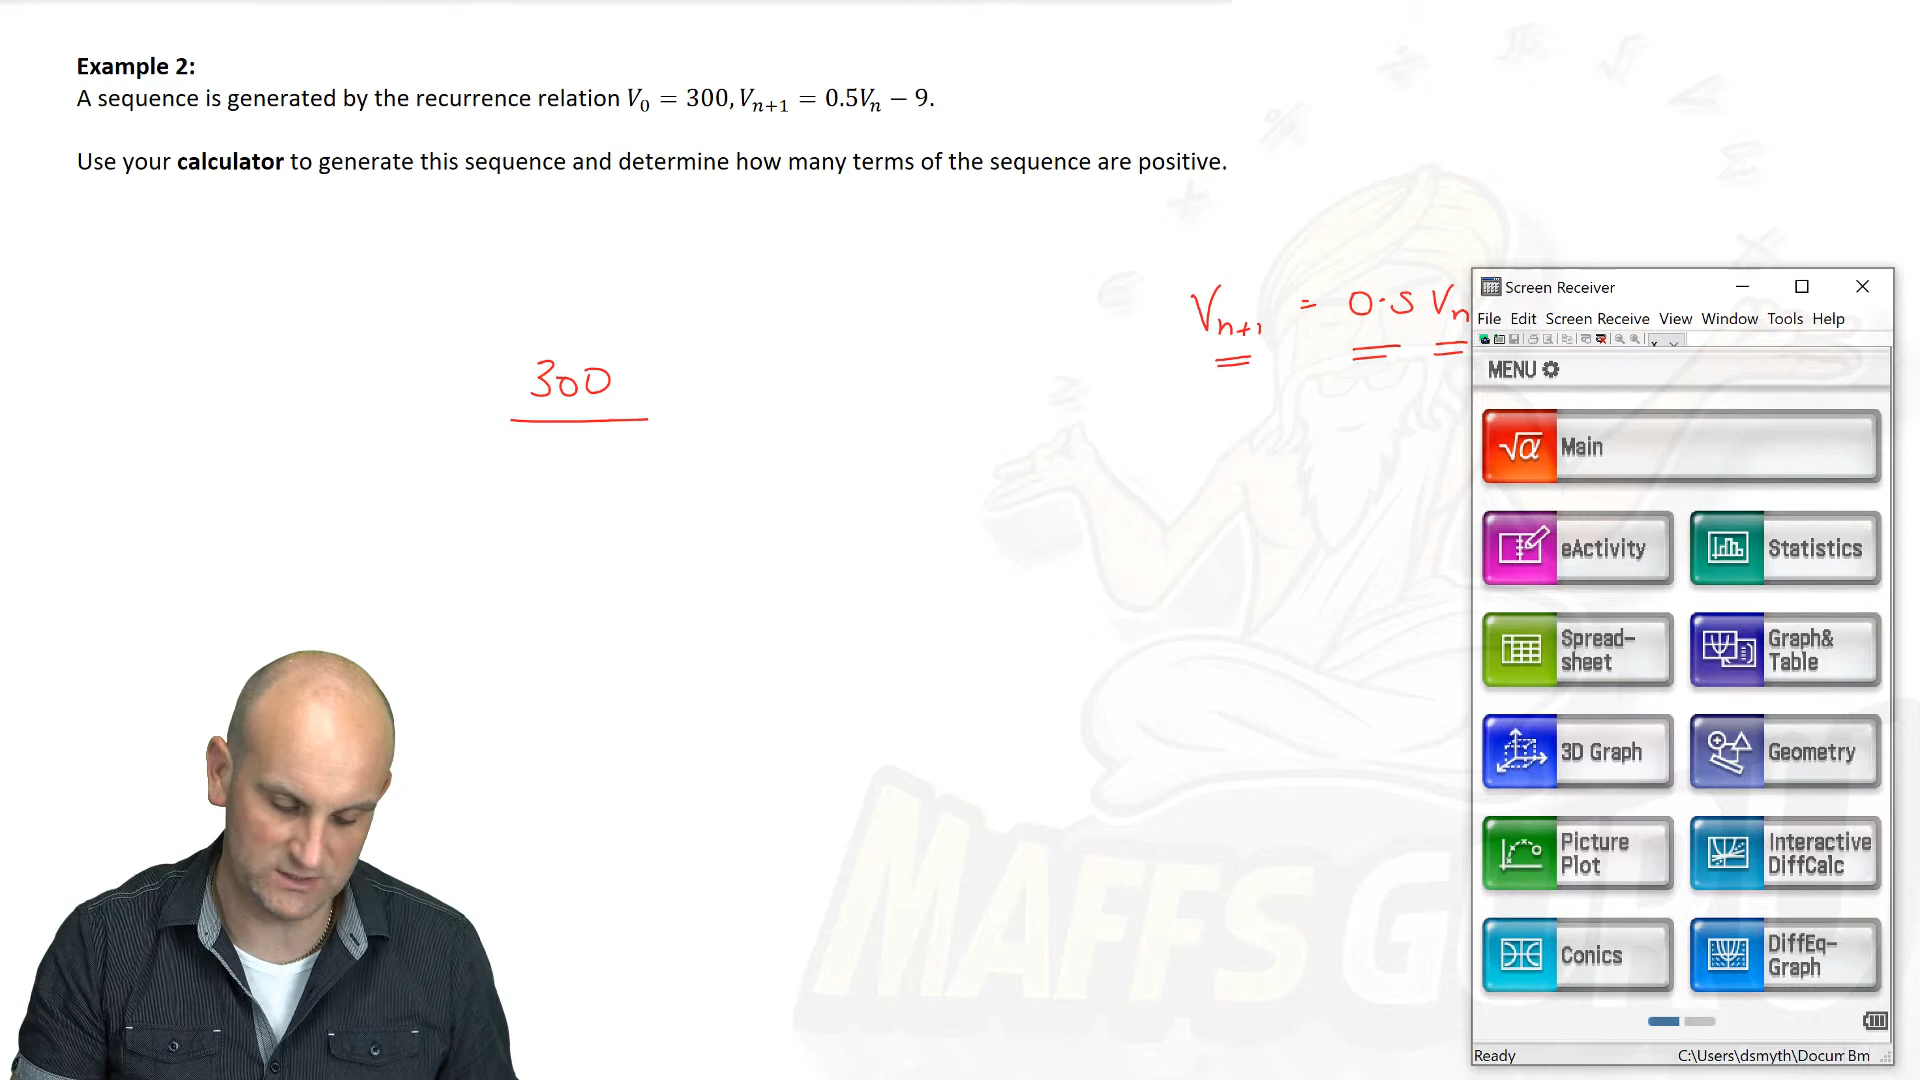 Example 2:
A sequence is generated by the recurrence relation V₀ = 300, Vₙ₊₁ = 0.5Vₙ − 9.
Use your calculator to generate this sequence and determine how many terms of the sequence are positive.
Vₙ₊₁ = 0.5 Vₙ
300
Screen Receiver
File Edit Screen Receive View Window Tools Help
MENU
√α Main
eActivity
Statistics
Spread-
sheet
Graph&
Table
3D Graph
Geometry
Picture
Plot
Interactive
DiffCalc
Conics
DiffEq-
Graph
MAFFS GURU
Ready C:\Users\dsmyth\Docum Bm